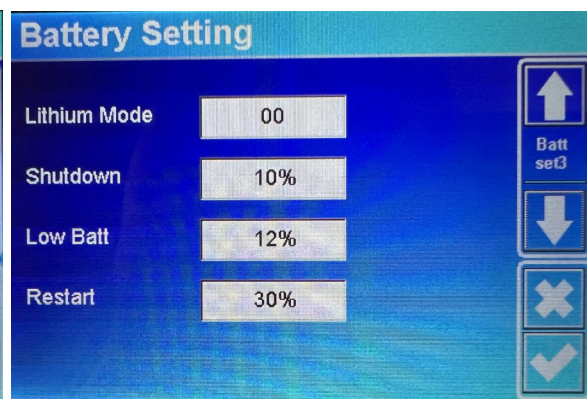 Battery Setting
Lithium Mode 00
Shutdown 10%
Low Batt 12%
Restart 30%
Batt
set3